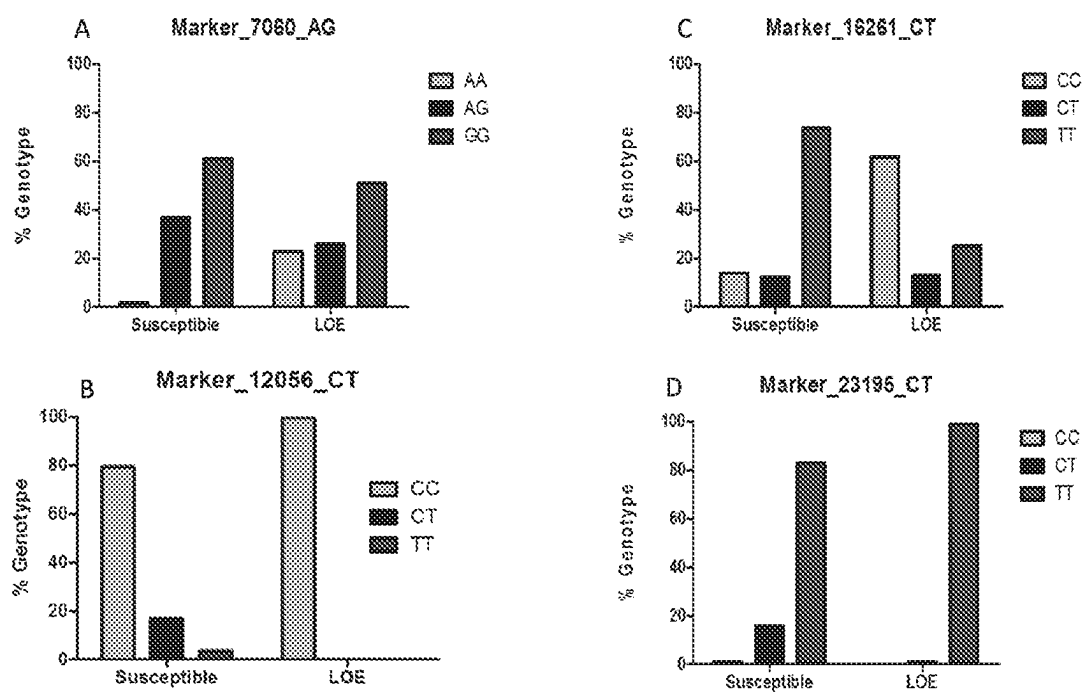 A
Marker_7060_AG
% Genotype
100
80
60
40
20
0
Susceptible
LOE
AA
AG
GG
C
Marker_16261_CT
% Genotype
100
80
60
40
20
0
Susceptible
LOE
CC
CT
TT
B
Marker_12056_CT
% Genotype
100
80
60
40
20
0
Susceptible
LOE
CC
CT
TT
D
Marker_23195_CT
% Genotype
100
80
60
40
20
0
Susceptible
LOE
CC
CT
TT